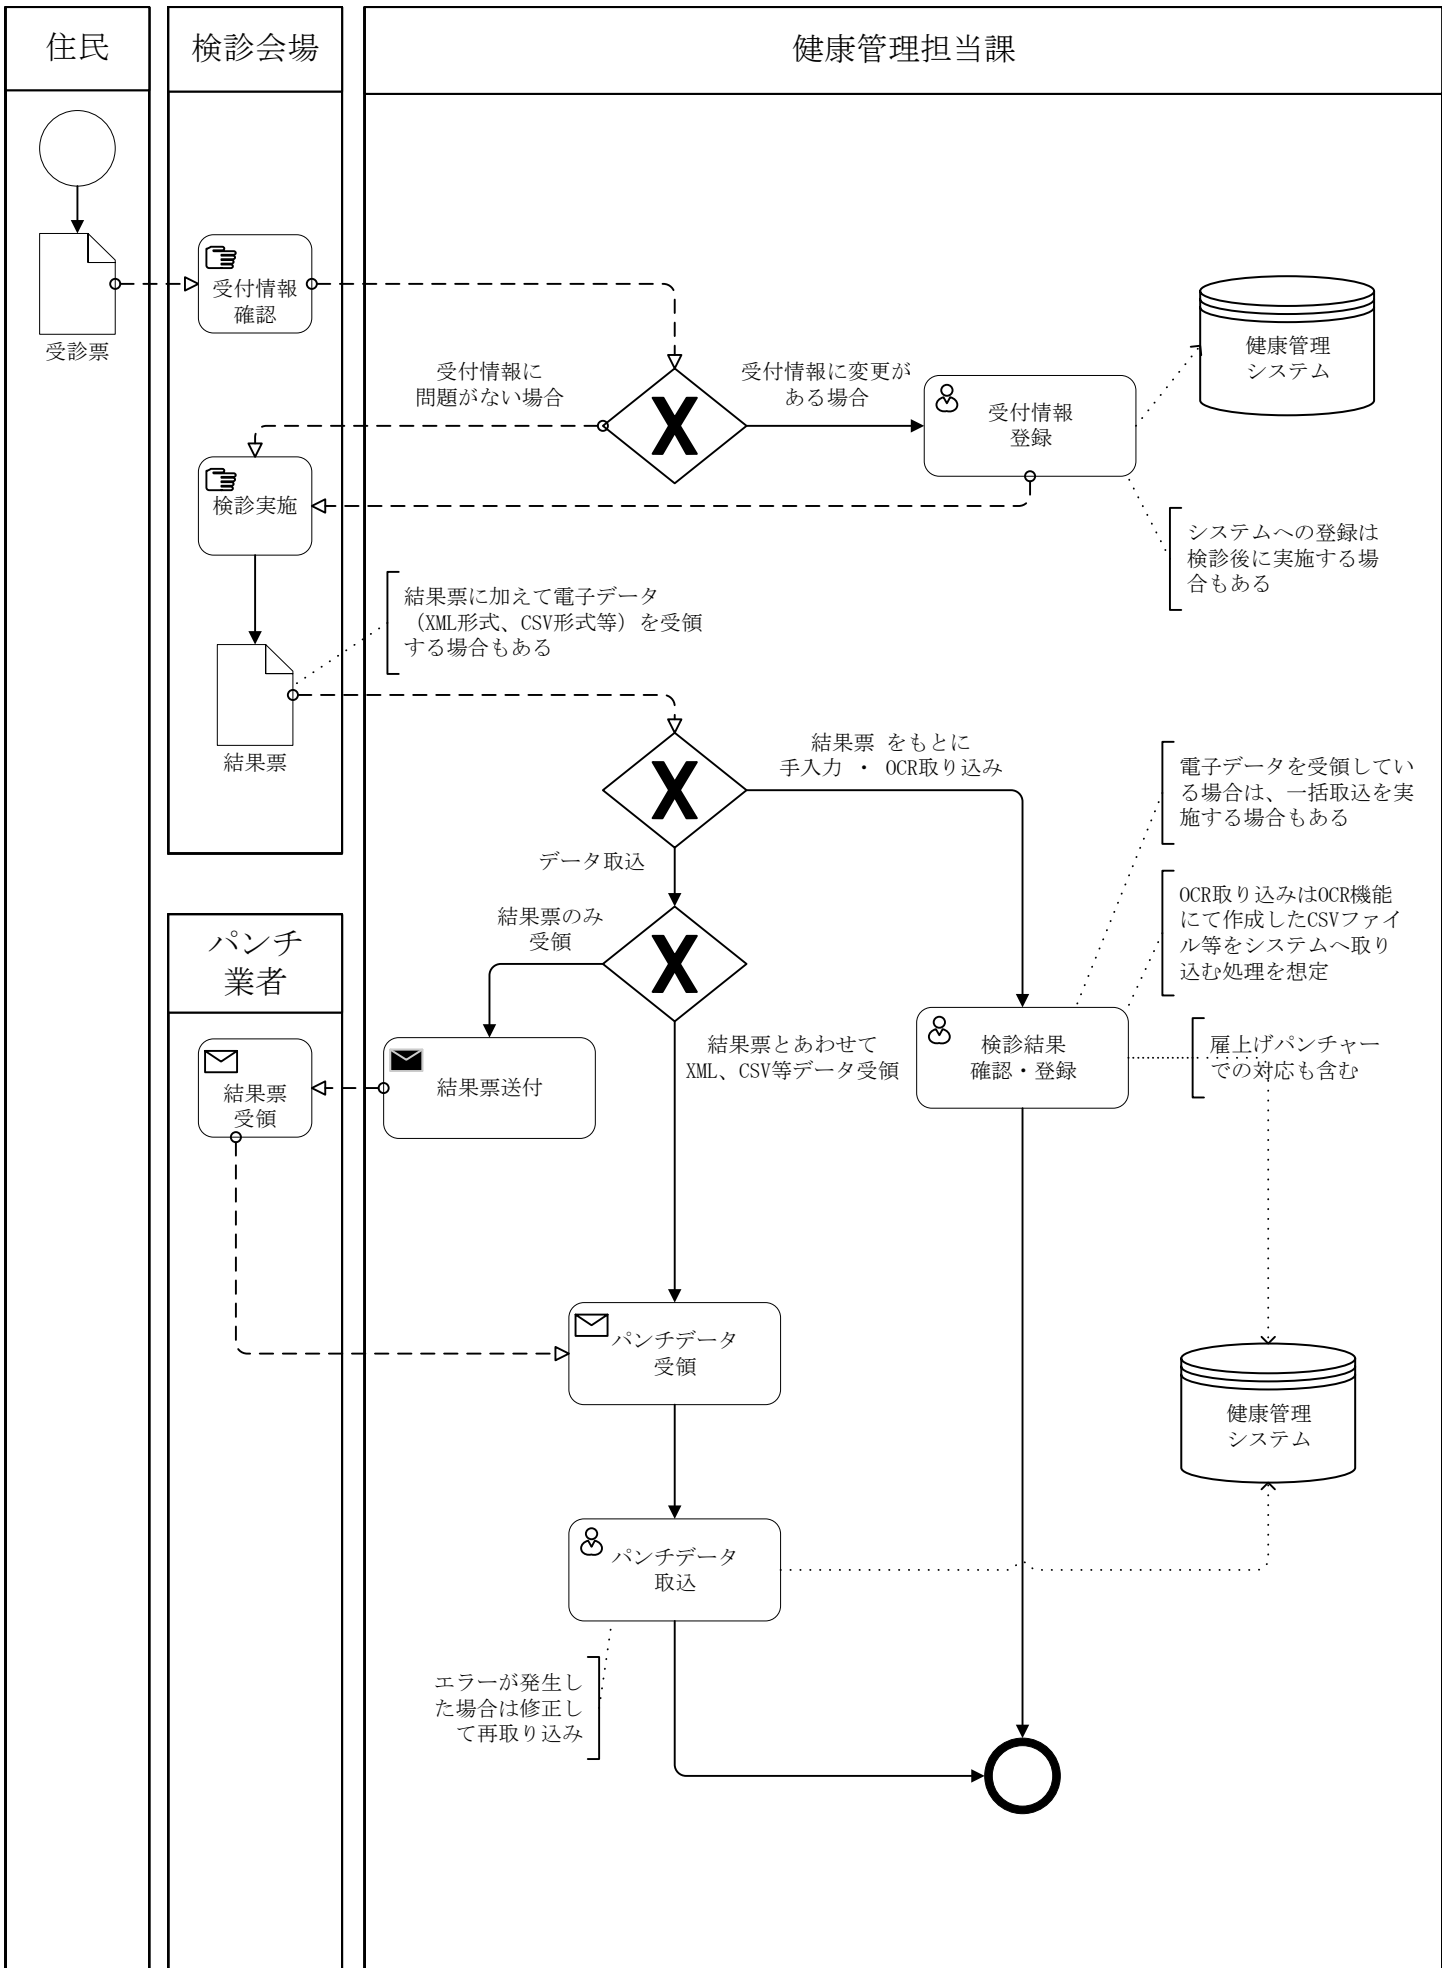 住民
検診会場
健康管理担当課
受診票
受付情報
確認
受付情報に
問題がない場合
受付情報に変更が
ある場合
受付情報
登録
健康管理
システム
検診実施
システムへの登録は
検診後に実施する場
合もある
結果票に加えて電子データ
（XML形式、CSV形式等）を受領
する場合もある
結果票
結果票 をもとに
手入力 ・ OCR取り込み
電子データを受領してい
る場合は、一括取込を実
施する場合もある
データ取込
OCR取り込みはOCR機能
にて作成したCSVファイ
ル等をシステムへ取り
込む処理を想定
結果票のみ
受領
パンチ
業者
結果票
受領
結果票送付
結果票とあわせて
XML、CSV等データ受領
検診結果
確認・登録
雇上げパンチャー
での対応も含む
パンチデータ
受領
健康管理
システム
パンチデータ
取込
エラーが発生し
た場合は修正し
て再取り込み